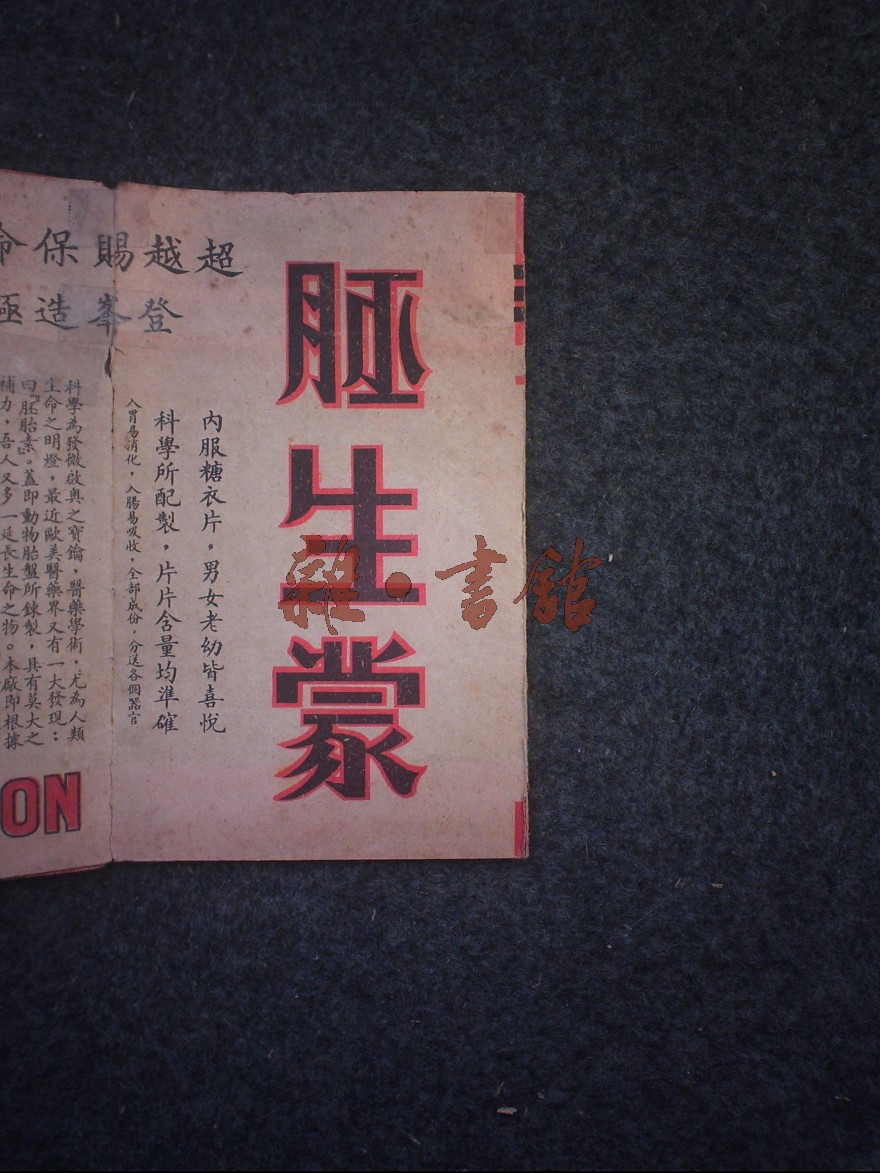 胚生蒙
超越賜保命
登峯造極
內服糖衣片，男女老幼皆喜悅
科學所配製，片片含量均準確
入胃易消化，入腸易吸收，全部成份，分送各個器官
科學為發微啟奧之寶鑰，醫藥學術，尤為人類
生命之明燈，最近歐美醫藥界又有一大發現：
曰『胚胎素』。蓋即動物胎盤所鍊製，具有莫大之
補力，吾人又多一延長生命之物。本廠即根據
ON
雜·書館